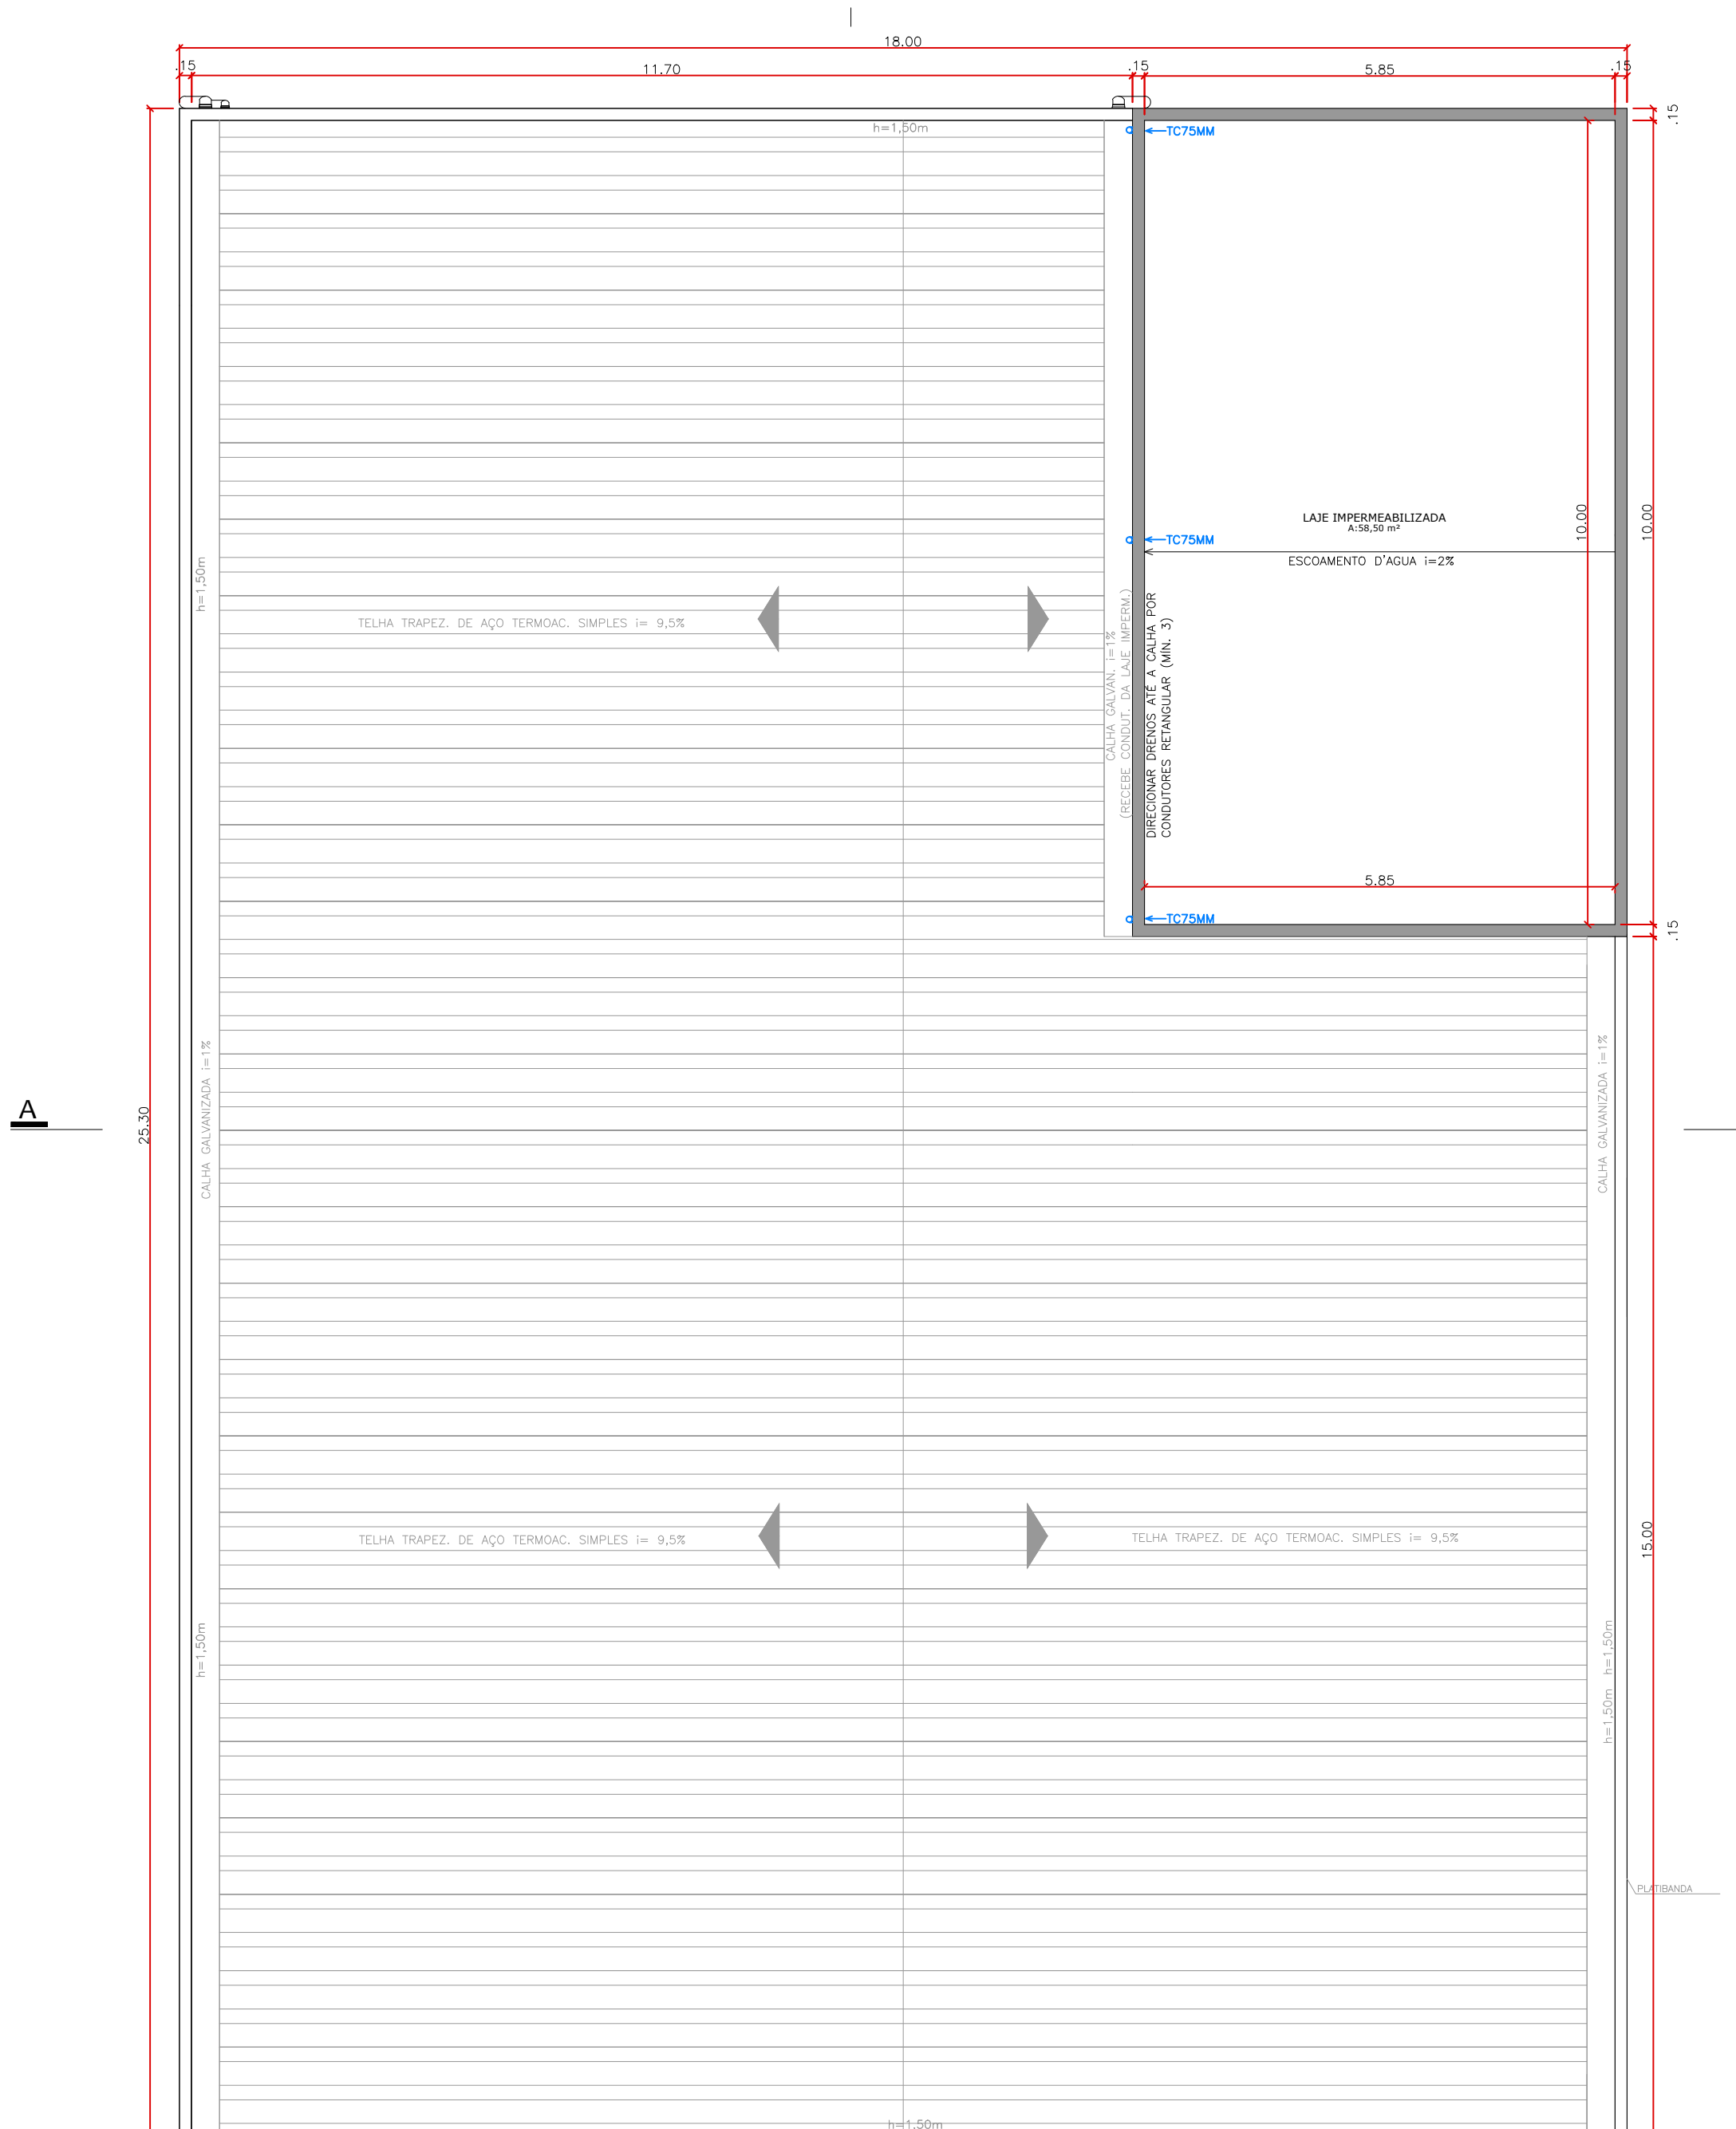 18.00
.15
11.70
.15
5.85
.15
.15
h=1,50m
TC75MM
10.00
10.00
LAJE IMPERMEABILIZADA
A:58,50 m²
TC75MM
ESCOAMENTO D'AGUA i=2%
h=1,50m
TELHA TRAPEZ. DE AÇO TERMOAC. SIMPLES i= 9,5%
CALHA GALVAN. i=1%
(RECEBE CONDUT. DA LAJE IMPERM.)
DIRECIONAR DRENOS ATÉ A CALHA POR
CONDUTORES RETANGULAR (MÍN. 3)
5.85
TC75MM
.15
A
25.30
CALHA GALVANIZADA i=1%
CALHA GALVANIZADA i=1%
TELHA TRAPEZ. DE AÇO TERMOAC. SIMPLES i= 9,5%
TELHA TRAPEZ. DE AÇO TERMOAC. SIMPLES i= 9,5%
15.00
h=1,50m
h=1,50m h=1,50m
PLATIBANDA
h=1,50m